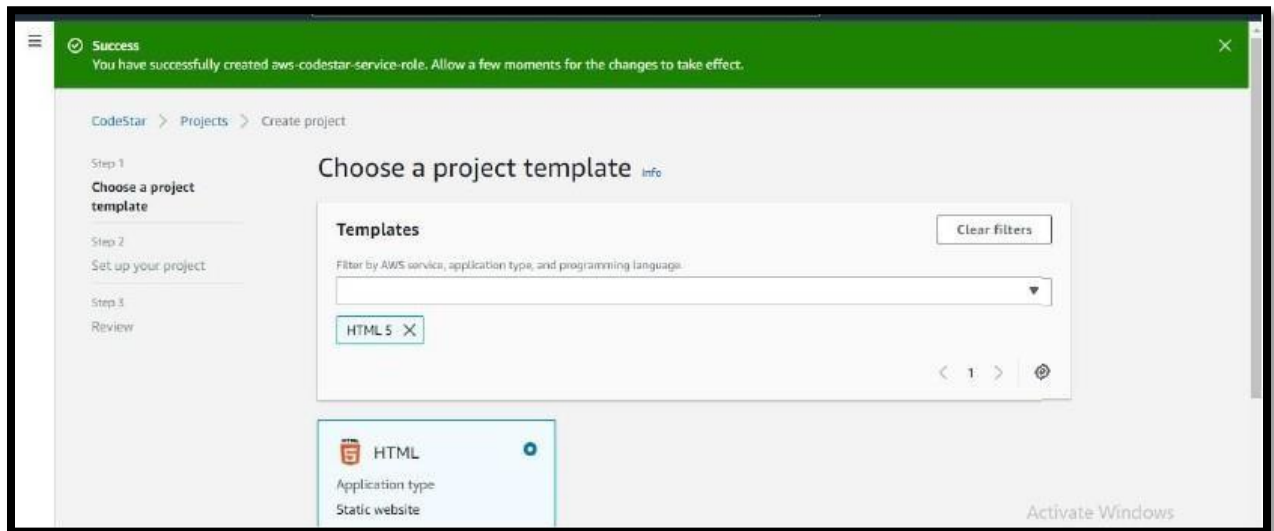 Success
You have successfully created aws-codestar-service-role. Allow a few moments for the changes to take effect.
CodeStar > Projects > Create project
Step 1
Choose a project
template
Step 2
Set up your project
Step 3
Review
Choose a project template Info
Templates
Clear filters
Filter by AWS service, application type, and programming language
HTML 5
1
HTML
Application type
Static website
Activate Windows